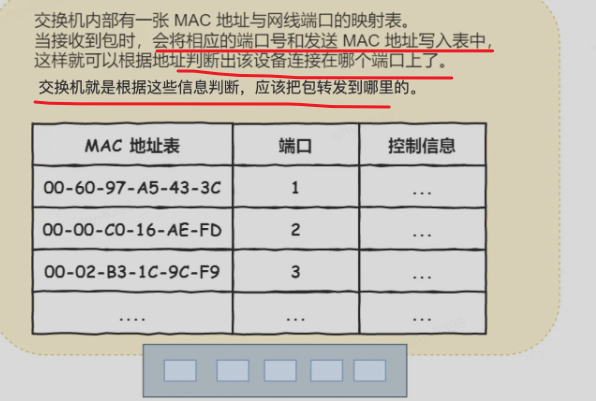 交换机内部有一张 MAC 地址与网线端口的映射表。
当接收到包时,会将相应的端口号和发送 MAC 地址写入表中,
这样就可以根据地址判断出该设备连接在哪个端口上了。
交换机就是根据这些信息判断,应该把包转发到哪里的。
MAC 地址表 端口 控制信息
00-60-97-A5-43-3C 1 ...
00-00-C0-16-AE-FD 2 ...
00-02-B3-1C-9C-F9 3 ...
.... ... ...